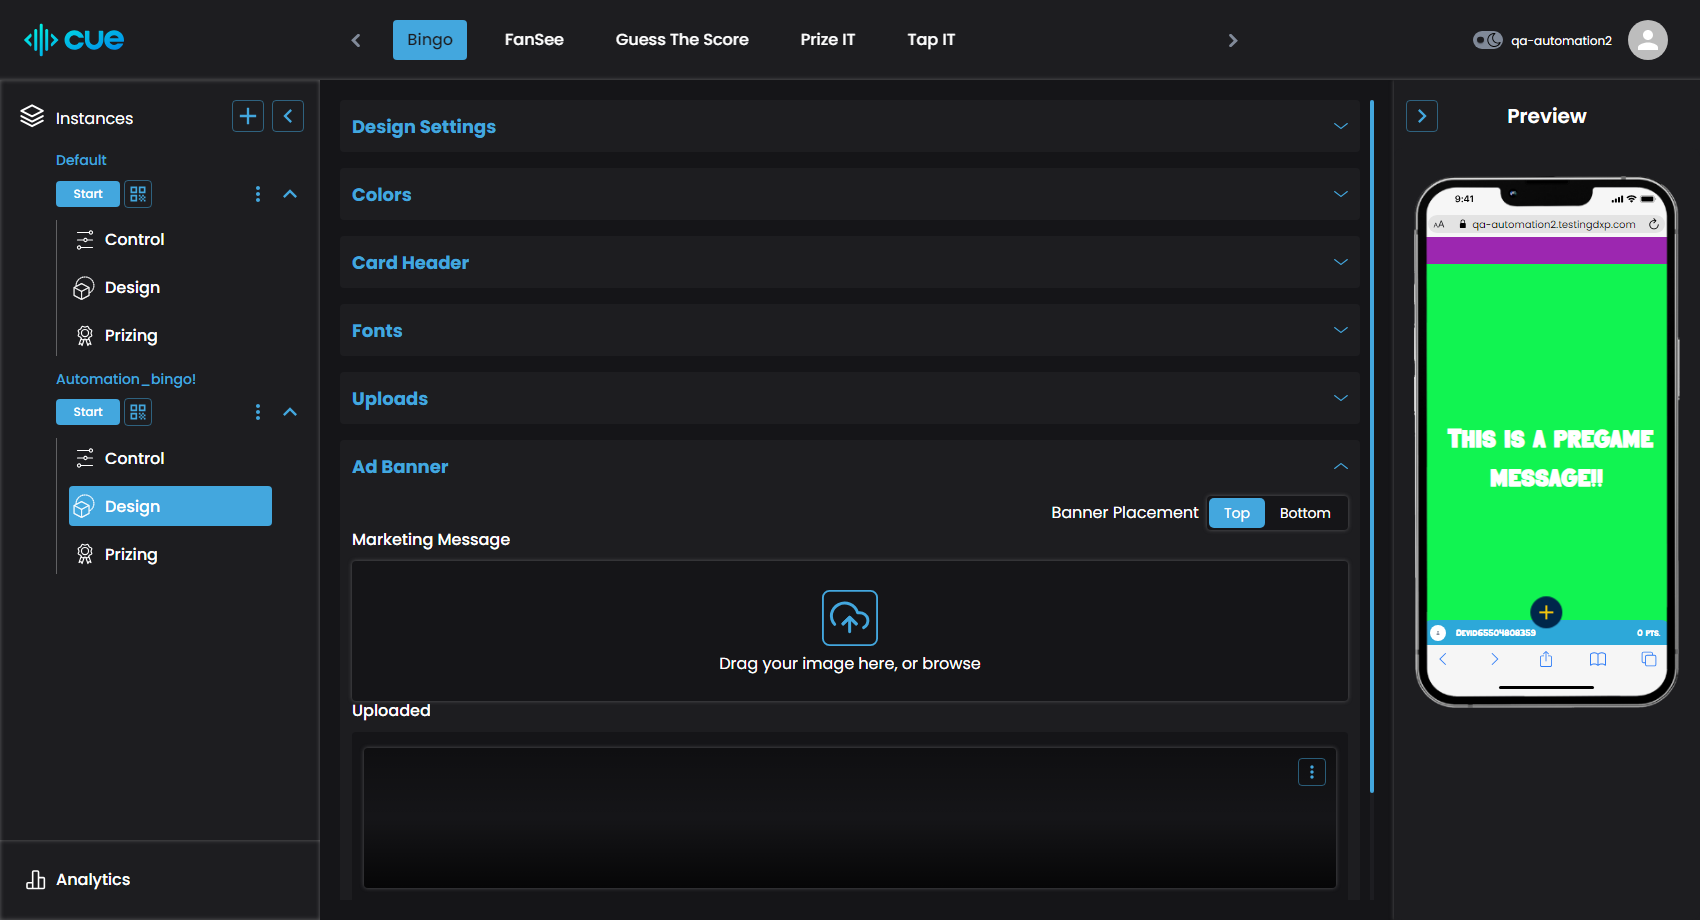 cue
Bingo
FanSee
Guess The Score
Prize IT
Tap IT
qa-automation2
Instances
Default
Start
Control
Design
Prizing
Automation_bingo!
Start
Control
Design
Prizing
Analytics
Design Settings
Colors
Card Header
Fonts
Uploads
Ad Banner
Banner Placement
Top
Bottom
Marketing Message
Drag your image here, or browse
Uploaded
Preview
9:41
AA
qa-automation2.testingdxp.com
THIS IS A PREGAME
MESSAGE!!
DEVID65504808359
0 PTS.